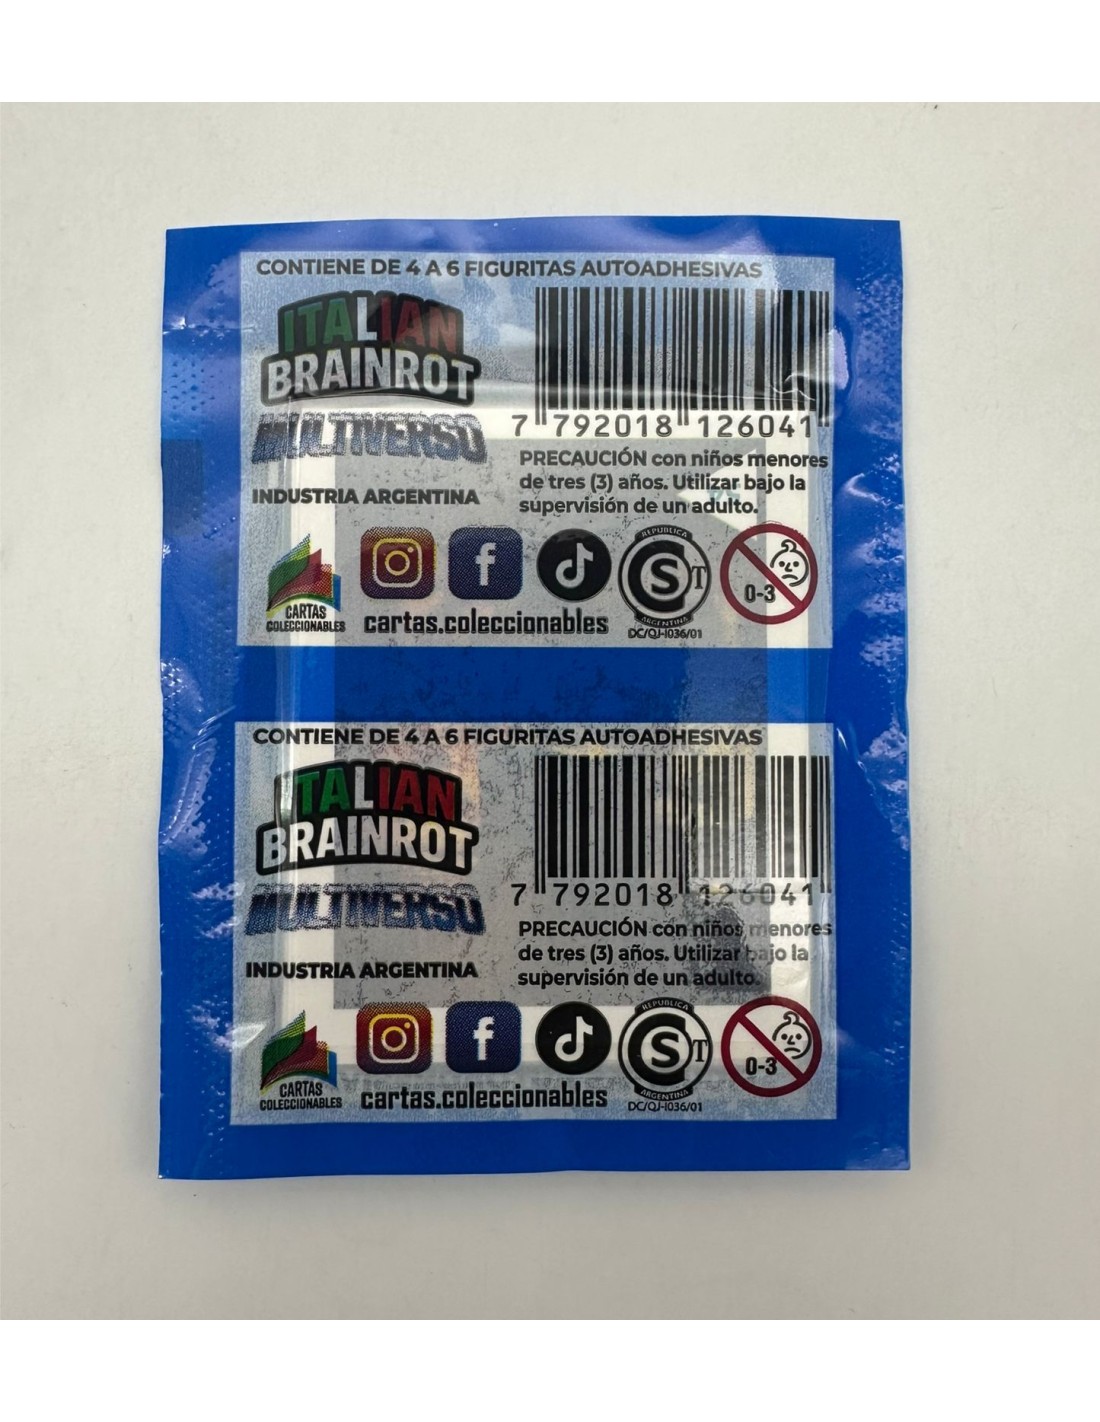 CONTIENE DE 4 A 6 FIGURITAS AUTOADHESIVAS
ITALIAN
BRAINROT
MULTIVERSO
INDUSTRIA ARGENTINA
7 792018 126041
PRECAUCIÓN con niños menores
de tres (3) años. Utilizar bajo la
supervisión de un adulto.
CARTAS
COLECCIONABLES
cartas.coleccionables
REPUBLICA
S T
ARGENTINA
DC/QJ-I036/01
0-3
CONTIENE DE 4 A 6 FIGURITAS AUTOADHESIVAS
ITALIAN
BRAINROT
MULTIVERSO
INDUSTRIA ARGENTINA
7 792018 126041
PRECAUCIÓN con niños menores
de tres (3) años. Utilizar bajo la
supervisión de un adulto.
CARTAS
COLECCIONABLES
cartas.coleccionables
REPUBLICA
S T
ARGENTINA
DC/QJ-I036/01
0-3